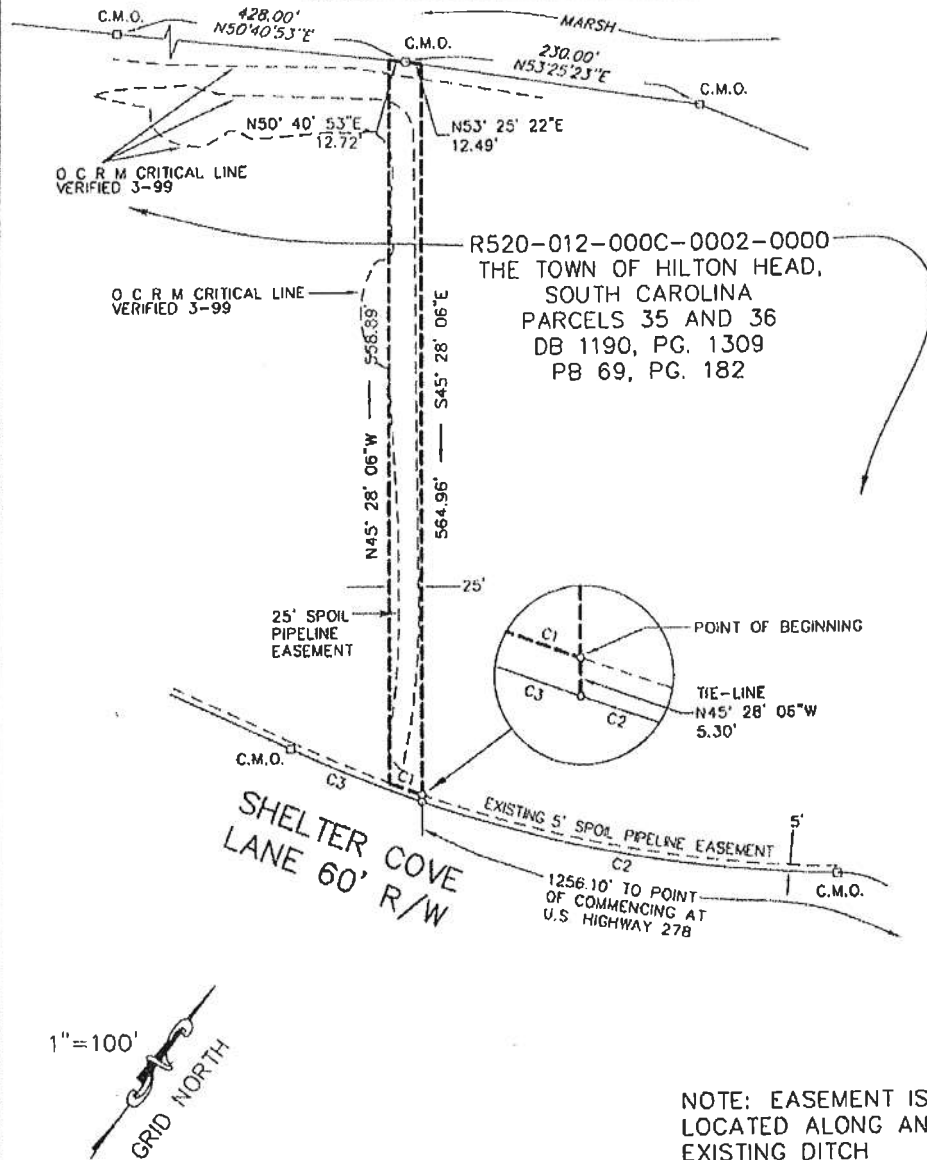 C.M.O.
428.00'
N50°40'53"E
MARSH
C.M.O.
230.00'
N53°25'23"E
C.M.O.
N50° 40' 53"E
12.72'
N53° 25' 22"E
12.49'
O C R M CRITICAL LINE
VERIFIED 3-99
R520-012-000C-0002-0000
THE TOWN OF HILTON HEAD,
SOUTH CAROLINA
PARCELS 35 AND 36
DB 1190, PG. 1309
PB 69, PG. 182
O C R M CRITICAL LINE
VERIFIED 3-99
N45° 28' 06"W — 558.89'
564.96' — S45° 28' 06"E
25'
25' SPOIL
PIPELINE
EASEMENT
POINT OF BEGINNING
C1
C3
C2
TIE-LINE
N45° 28' 06"W
5.30'
C.M.O.
C3
C1
SHELTER COVE
LANE 60' R/W
EXISTING 5' SPOIL PIPELINE EASEMENT
5'
C2
C.M.O.
1256.10' TO POINT
OF COMMENCING AT
U.S HIGHWAY 278
1"=100'
GRID NORTH
NOTE: EASEMENT IS
LOCATED ALONG AN
EXISTING DITCH